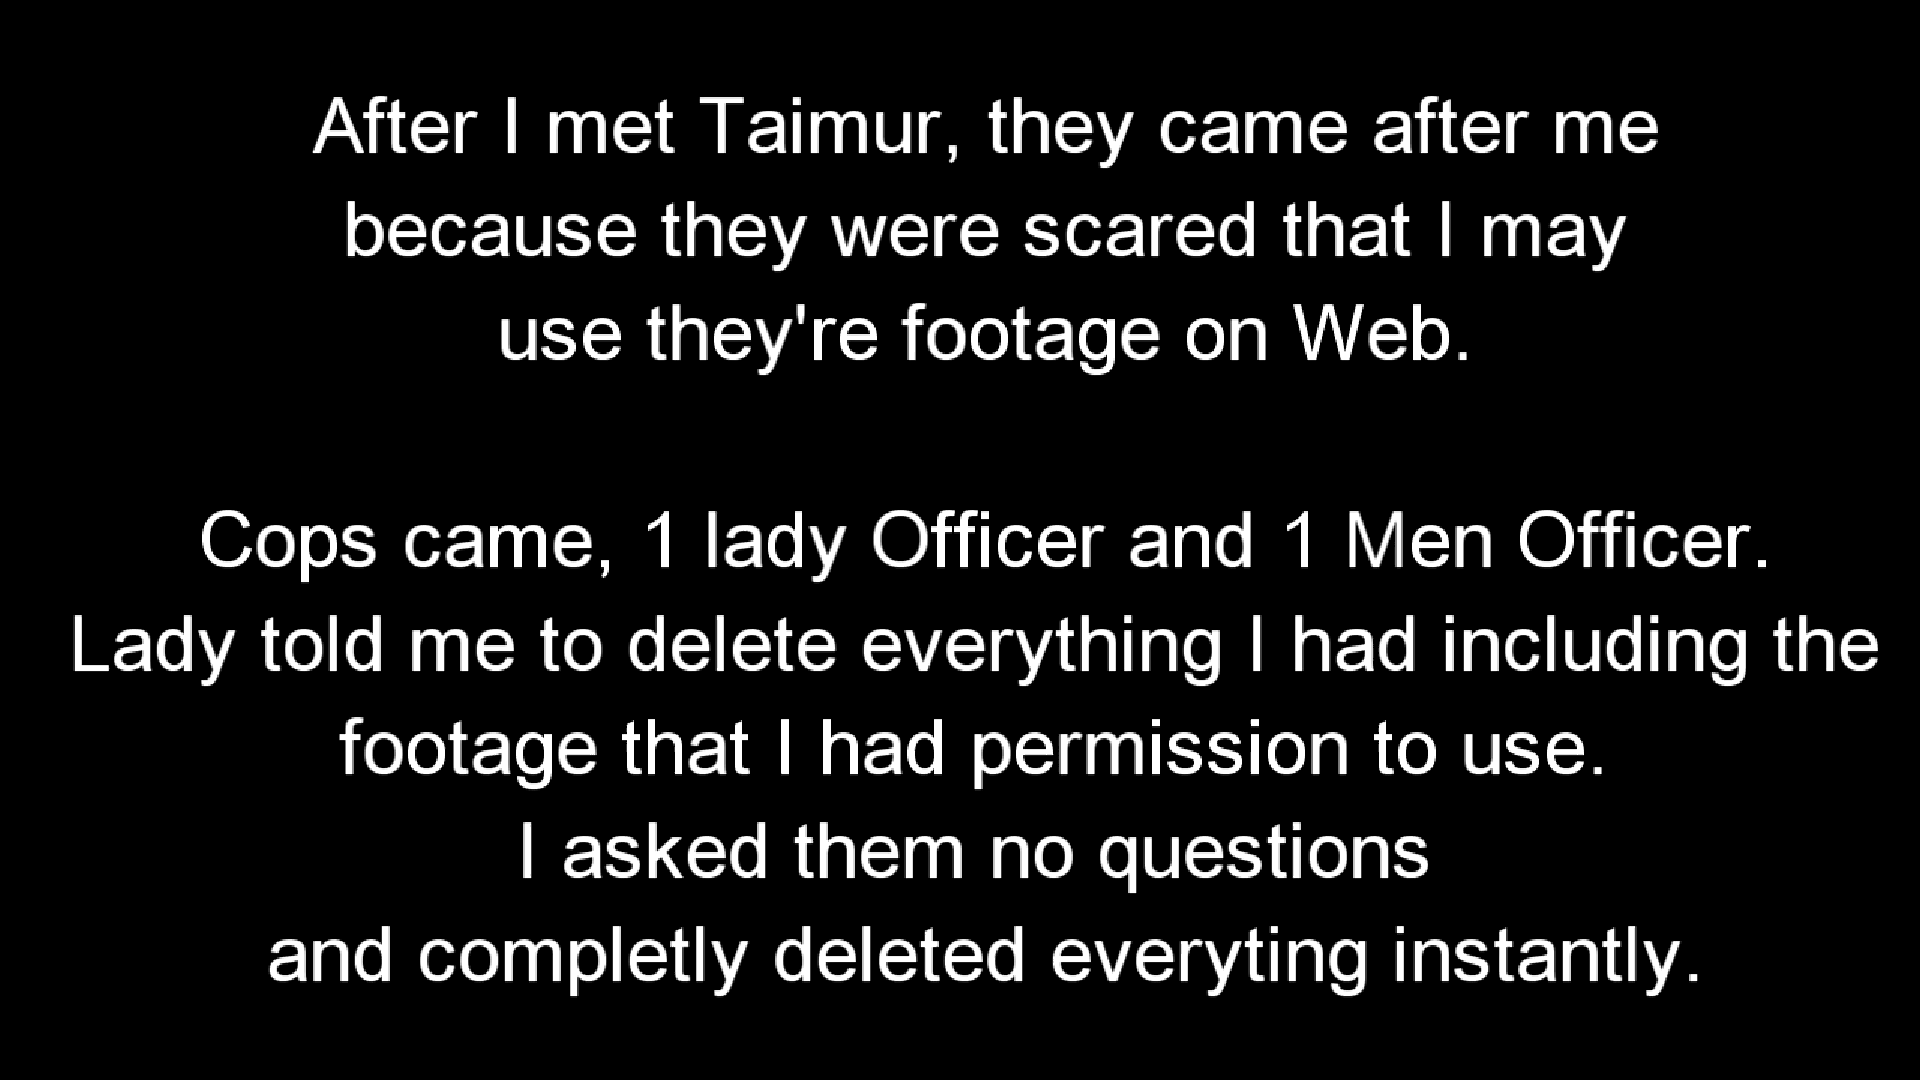 After I met Taimur, they came after me
because they were scared that I may
use they're footage on Web.
Cops came, 1 lady Officer and 1 Men Officer.
Lady told me to delete everything I had including the
footage that I had permission to use.
I asked them no questions
and completly deleted everyting instantly.